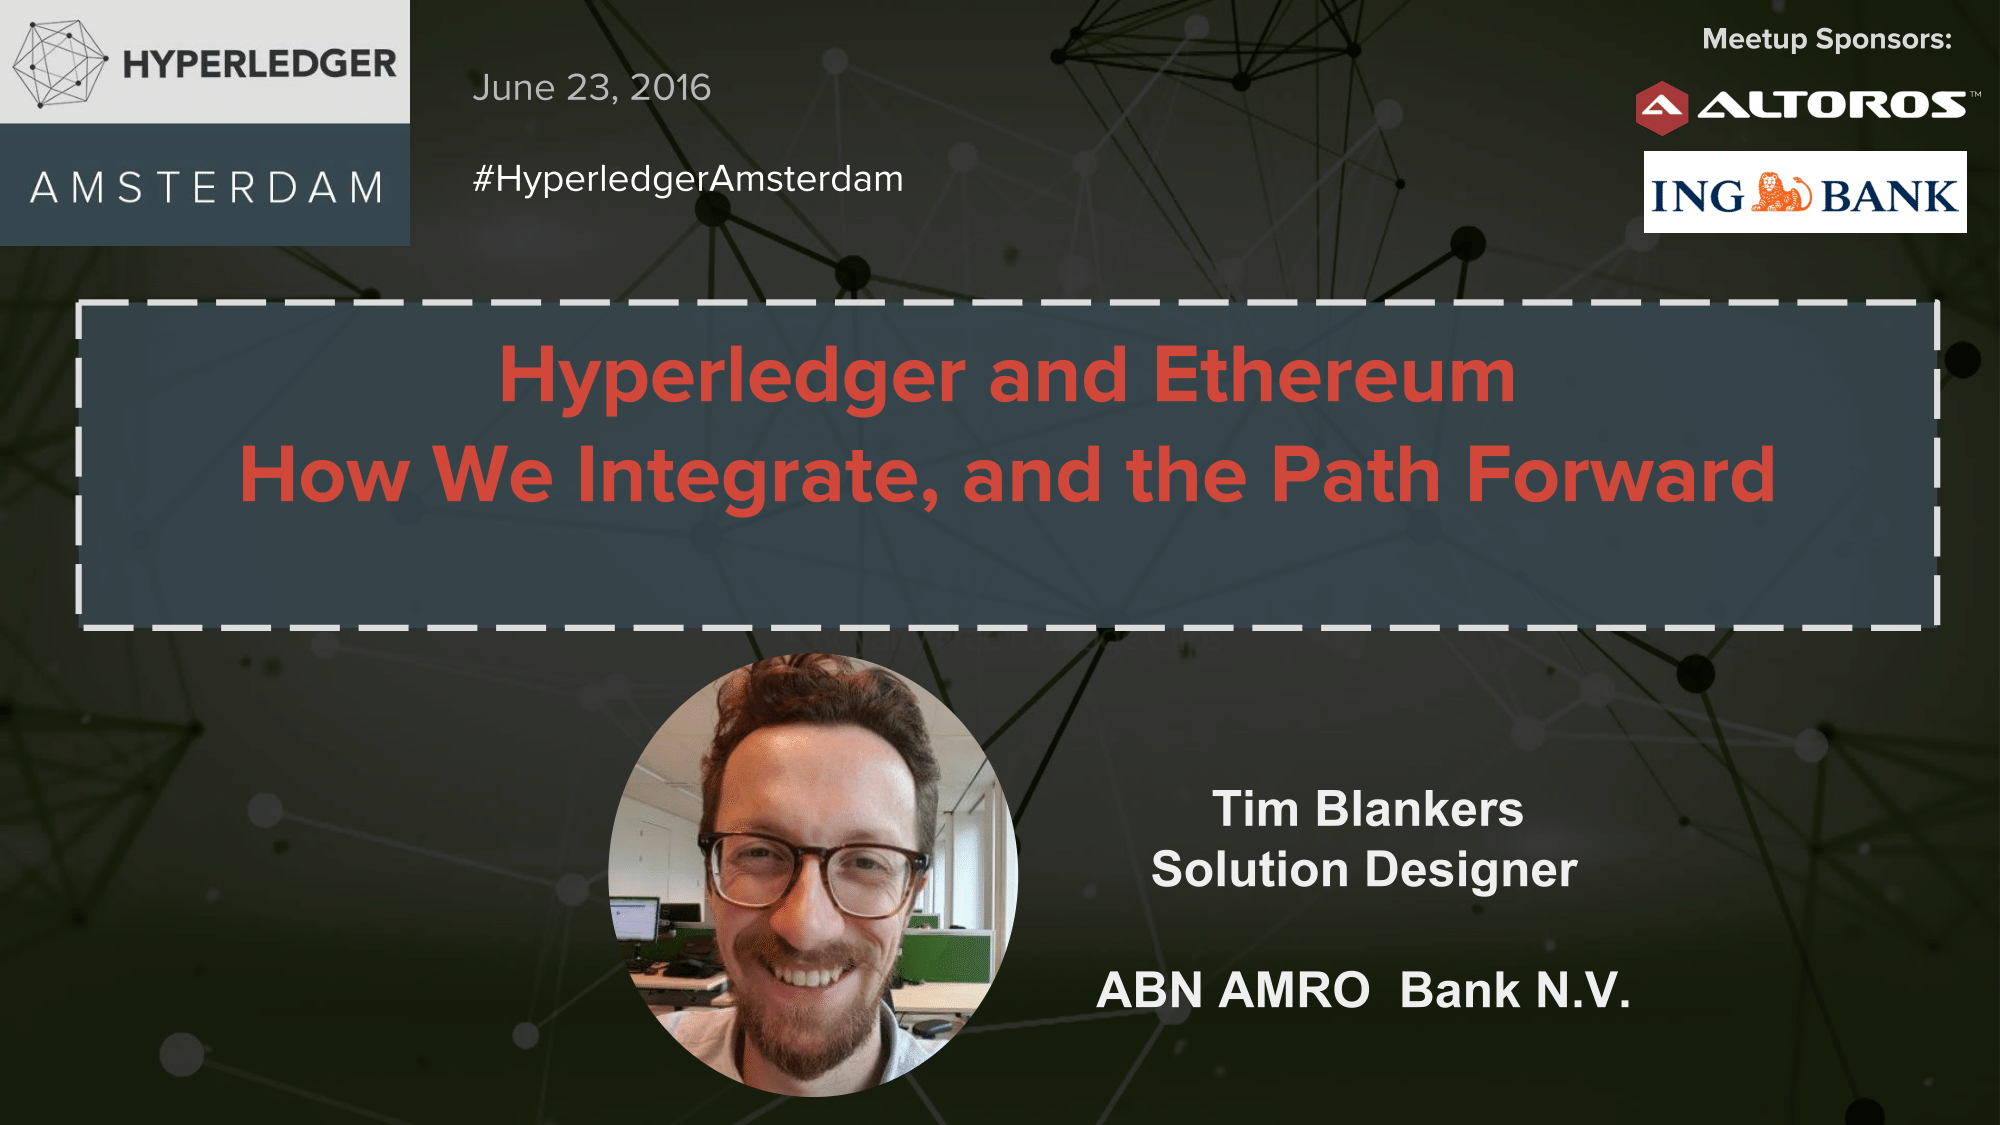 HYPERLEDGER
AMSTERDAM
June 23, 2016
#HyperledgerAmsterdam
Meetup Sponsors:
ALTOROS™
ING BANK
Hyperledger and Ethereum
How We Integrate, and the Path Forward
Tim Blankers
Solution Designer
ABN AMRO Bank N.V.